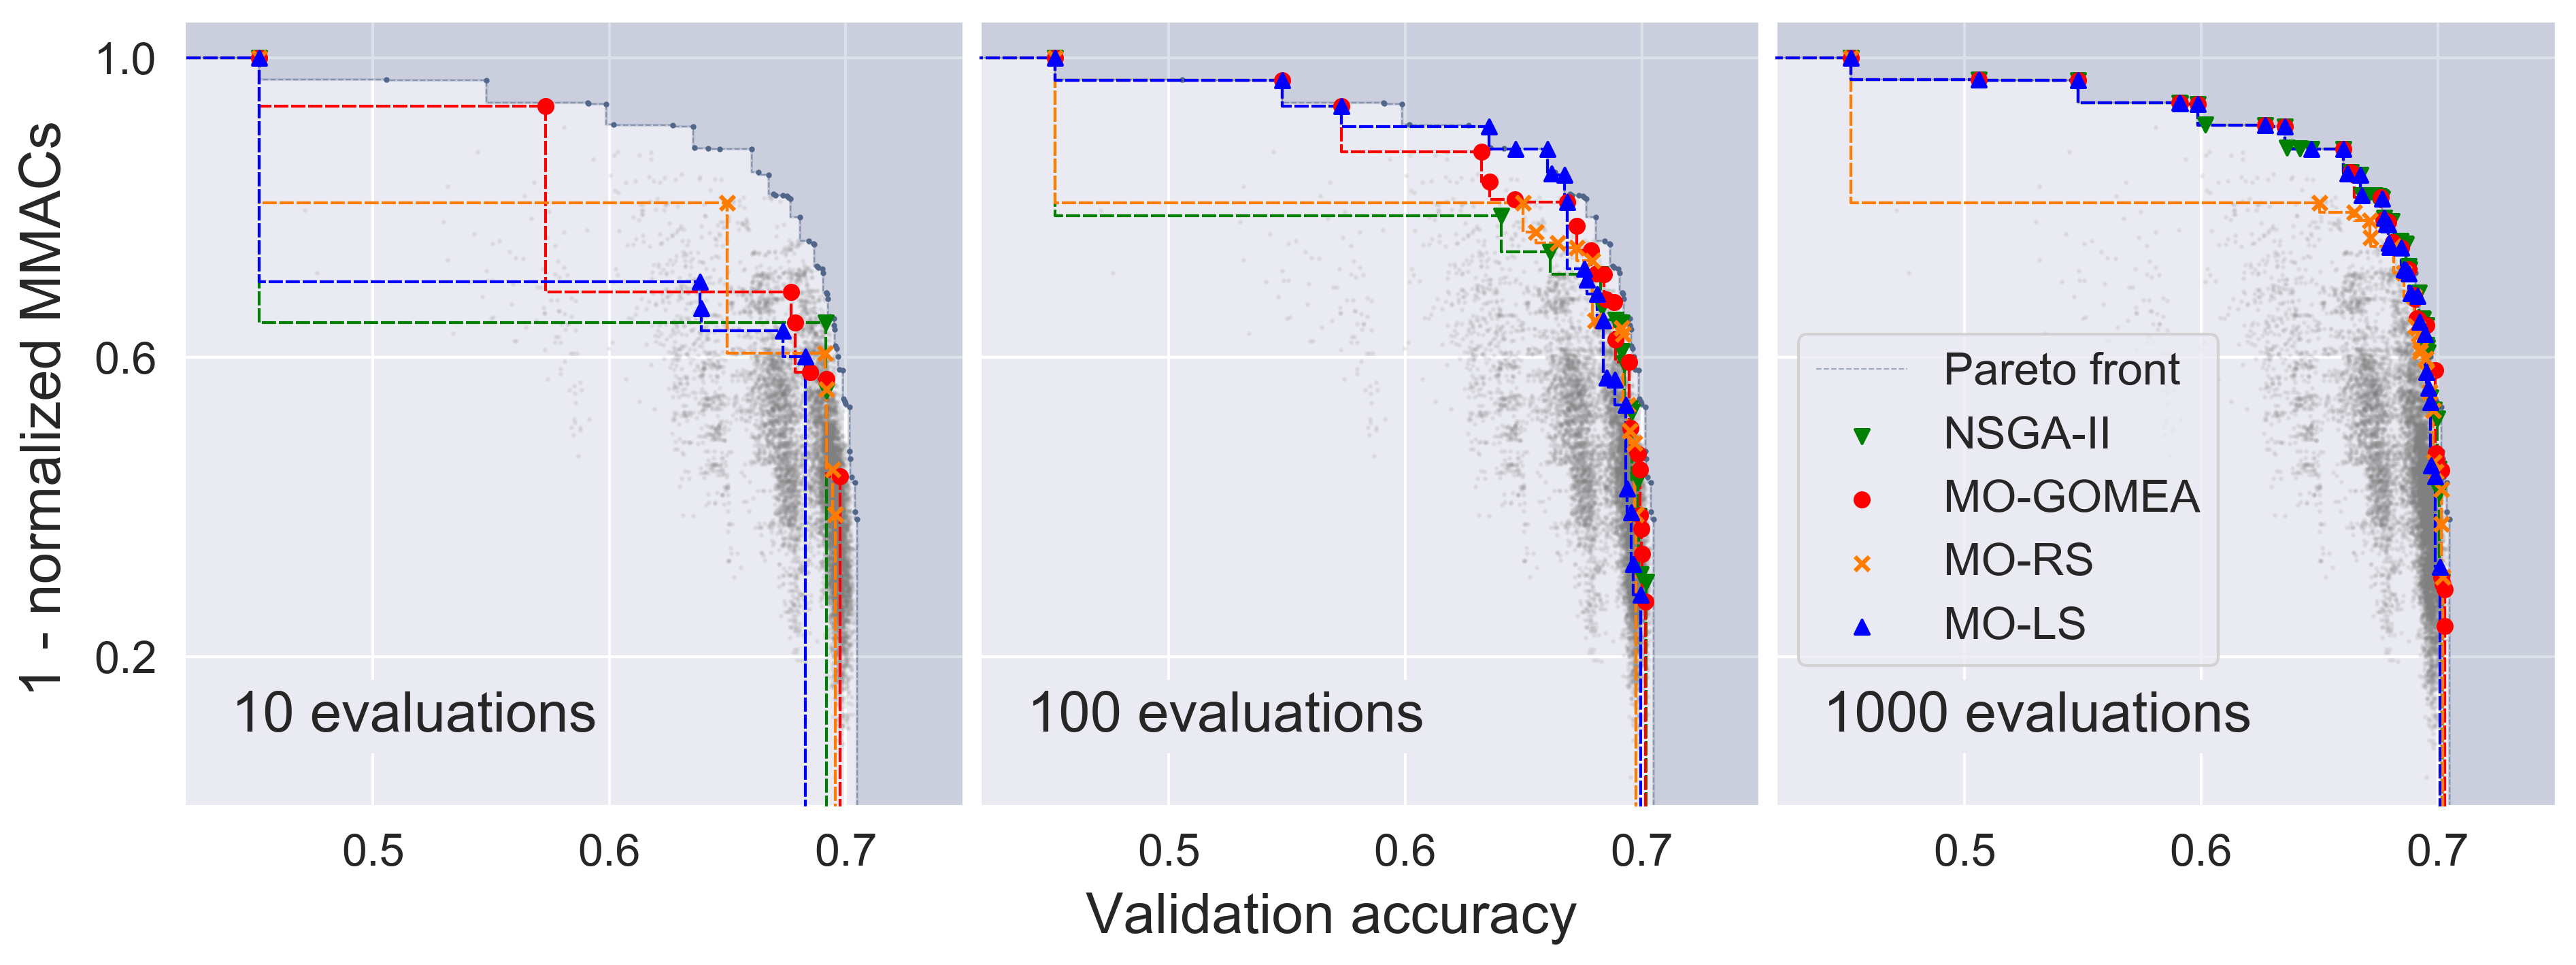 1 - normalized MMACs
1.0
0.6
0.2
10 evaluations
100 evaluations
1000 evaluations
Pareto front
NSGA-II
MO-GOMEA
MO-RS
MO-LS
0.5 0.6 0.7
0.5 0.6 0.7
0.5 0.6 0.7
Validation accuracy